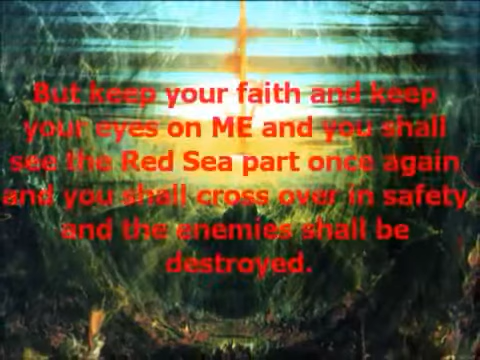 But keep your faith and keep
your eyes on ME and you shall
see the Red Sea part once again
and you shall cross over in safety
and the enemies shall be
destroyed.